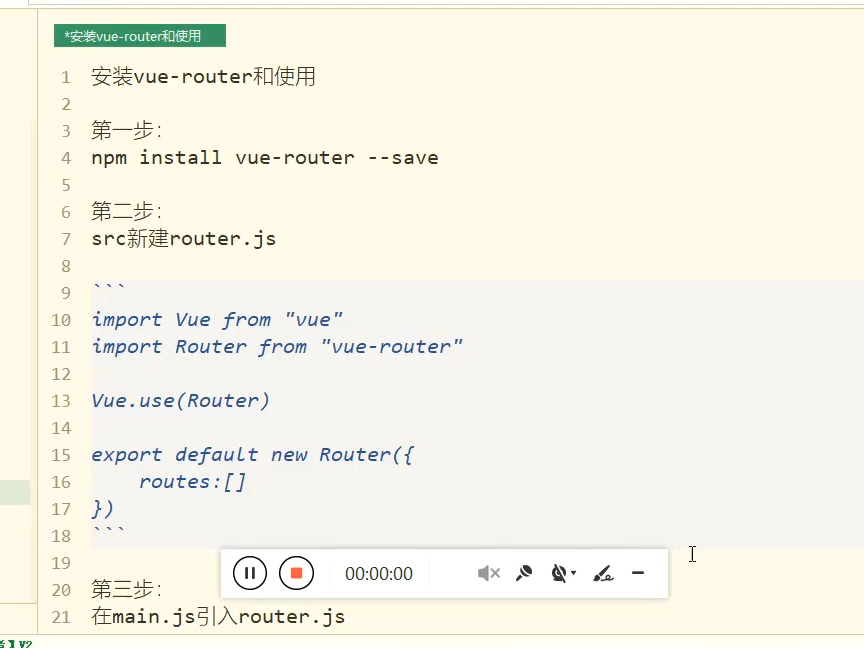 *安装vue-router和使用
1 安装vue-router和使用
2
3 第一步:
4 npm install vue-router --save
5
6 第二步:
7 src新建router.js
8
9 ```
10 import Vue from "vue"
11 import Router from "vue-router"
12
13 Vue.use(Router)
14
15 export default new Router({
16     routes:[]
17 })
18 ```
19
00:00:00
20 第三步:
21 在main.js引入router.js